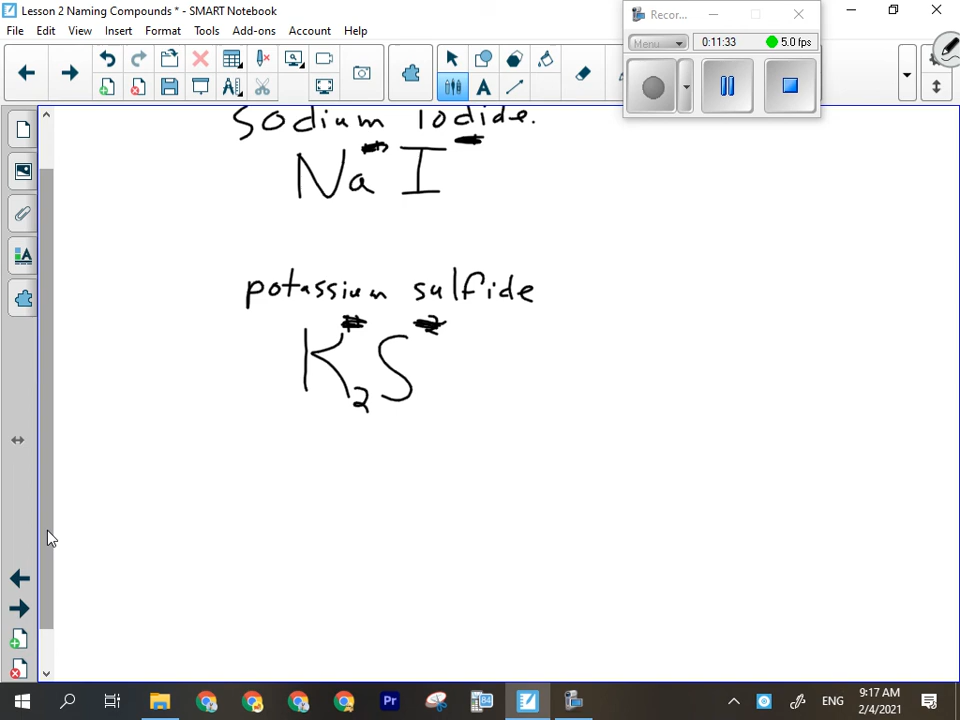 Lesson 2 Naming Compounds * - SMART Notebook
Recor...
File Edit View Insert Format Tools Add-ons Account Help
Menu 0:11:33 5.0 fps
A
A
sodium iodide.
Na I
potassium sulfide
K₂S
Pr
ENG
9:17 AM
2/4/2021